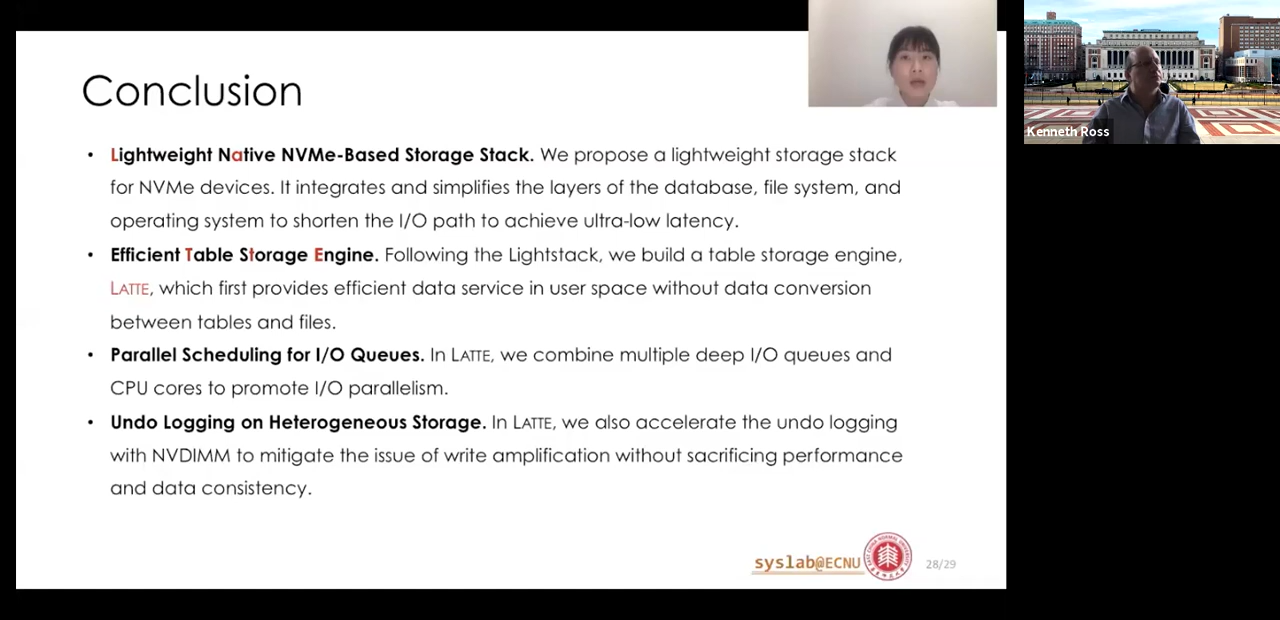 Conclusion
• Lightweight Native NVMe-Based Storage Stack. We propose a lightweight storage stack
for NVMe devices. It integrates and simplifies the layers of the database, file system, and
operating system to shorten the I/O path to achieve ultra-low latency.
• Efficient Table Storage Engine. Following the Lightstack, we build a table storage engine,
LATTE, which first provides efficient data service in user space without data conversion
between tables and files.
• Parallel Scheduling for I/O Queues. In LATTE, we combine multiple deep I/O queues and
CPU cores to promote I/O parallelism.
• Undo Logging on Heterogeneous Storage. In LATTE, we also accelerate the undo logging
with NVDIMM to mitigate the issue of write amplification without sacrificing performance
and data consistency.
syslab@ECNU
28/29
Kenneth Ross